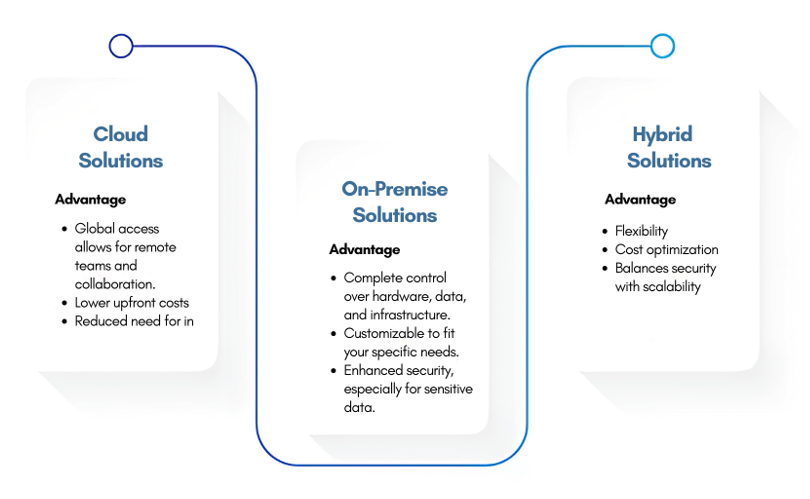 Cloud
Solutions
Advantage
• Global access
allows for remote
teams and
collaboration.
• Lower upfront costs
• Reduced need for in
On-Premise
Solutions
Advantage
• Complete control
over hardware, data,
and infrastructure.
• Customizable to fit
your specific needs.
• Enhanced security,
especially for sensitive
data.
Hybrid
Solutions
Advantage
• Flexibility
• Cost optimization
• Balances security
with scalability